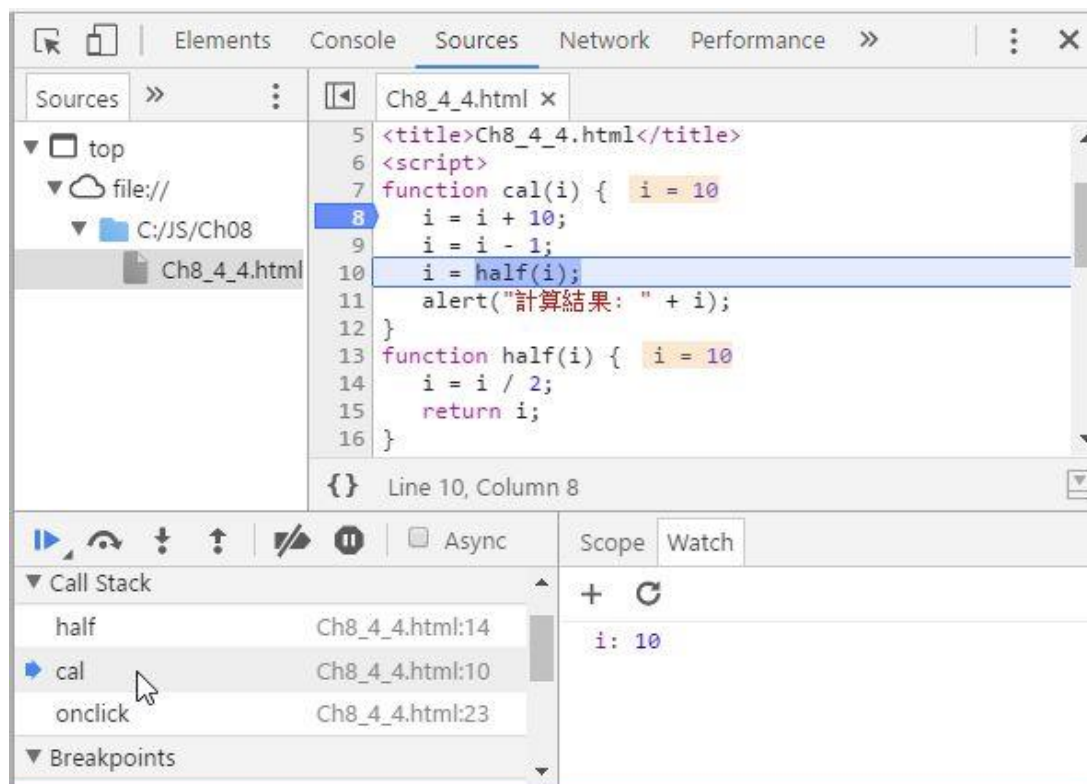 Elements Console Sources Network Performance »
Sources »
Ch8_4_4.html ×
top
file://
C:/JS/Ch08
Ch8_4_4.html
5 <title>Ch8_4_4.html</title>
6 <script>
7 function cal(i) { i = 10
8 i = i + 10;
9 i = i - 1;
10 i = half(i);
11 alert("計算結果: " + i);
12 }
13 function half(i) { i = 10
14 i = i / 2;
15 return i;
16 }
{} Line 10, Column 8
Async
Call Stack
half Ch8_4_4.html:14
cal Ch8_4_4.html:10
onclick Ch8_4_4.html:23
Breakpoints
Scope Watch
i: 10